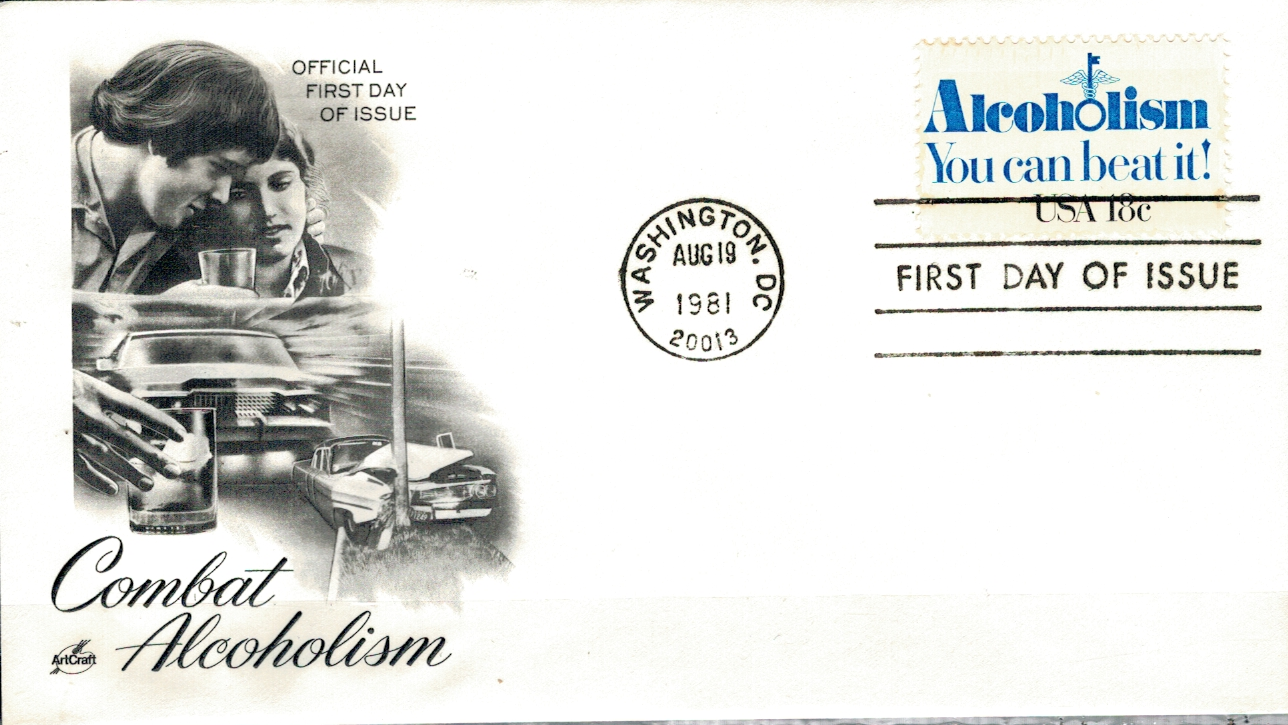 OFFICIAL
FIRST DAY
OF ISSUE
Alcoholism
You can beat it!
USA 18c
WASHINGTON. DC
AUG 19
1981
20013
FIRST DAY OF ISSUE
Combat
Alcoholism
ArtCraft